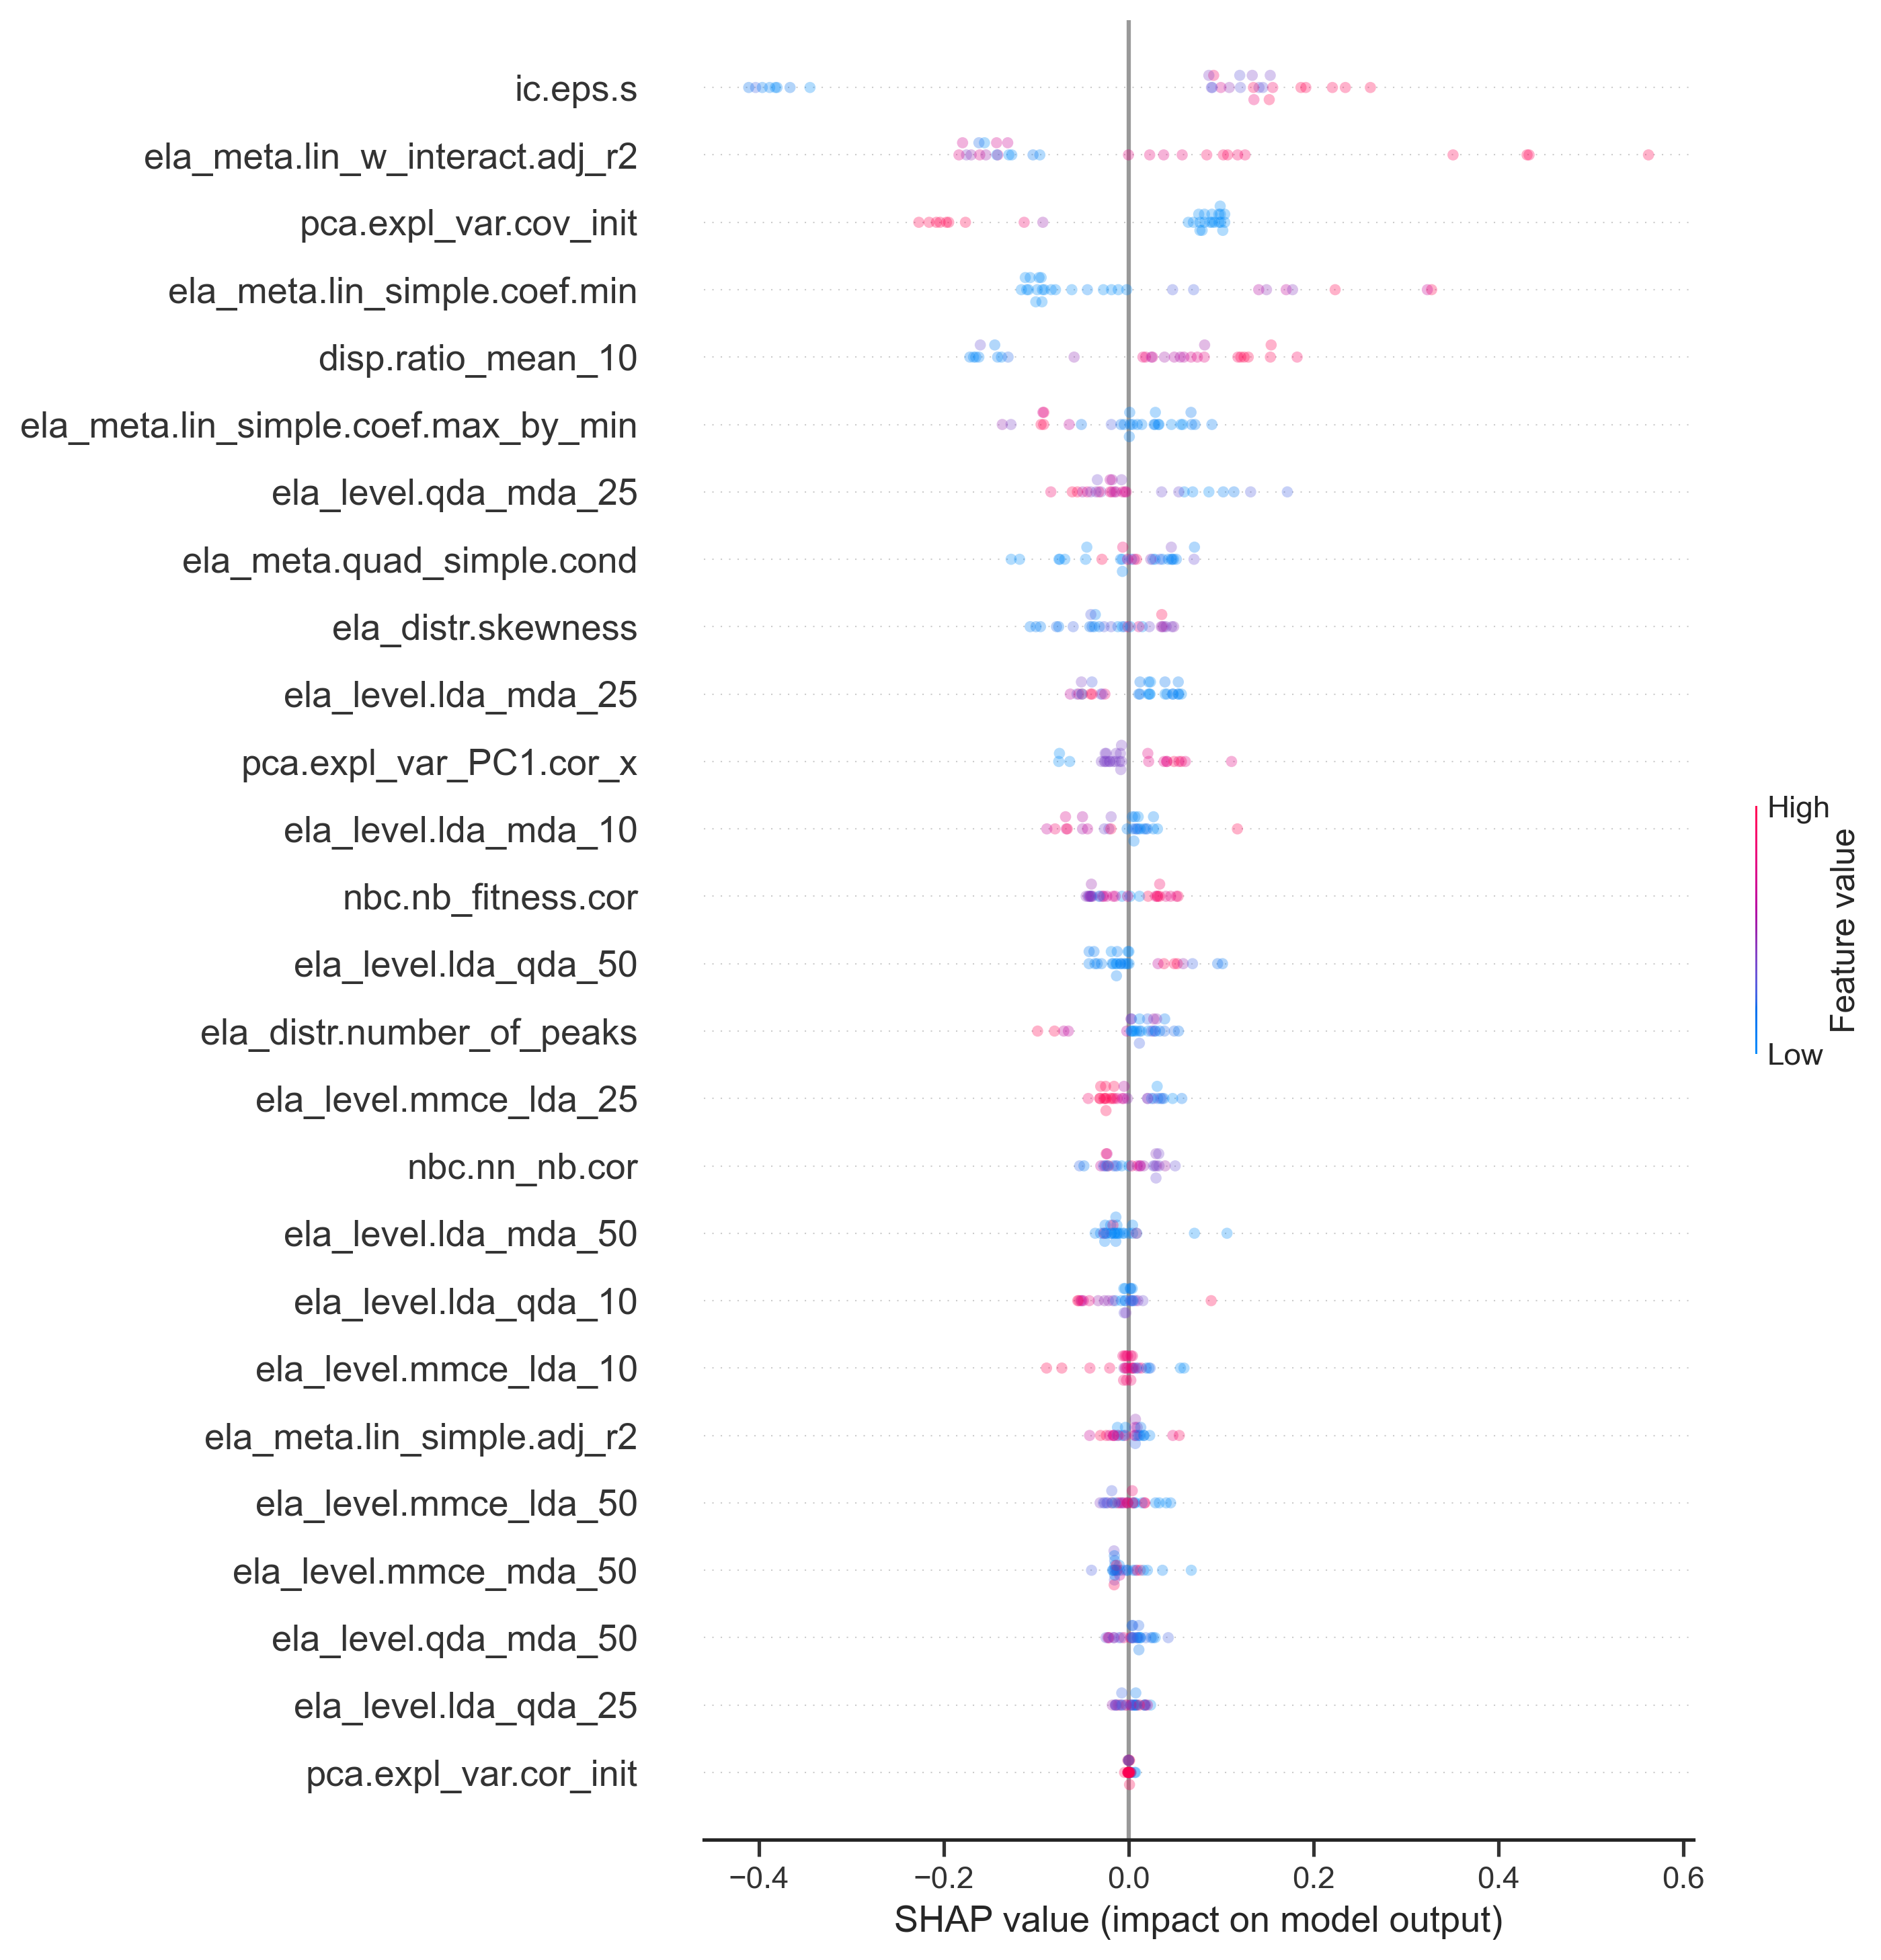 ic.eps.s
ela_meta.lin_w_interact.adj_r2
pca.expl_var.cov_init
ela_meta.lin_simple.coef.min
disp.ratio_mean_10
ela_meta.lin_simple.coef.max_by_min
ela_level.qda_mda_25
ela_meta.quad_simple.cond
ela_distr.skewness
ela_level.lda_mda_25
pca.expl_var_PC1.cor_x
ela_level.lda_mda_10
nbc.nb_fitness.cor
ela_level.lda_qda_50
ela_distr.number_of_peaks
ela_level.mmce_lda_25
nbc.nn_nb.cor
ela_level.lda_mda_50
ela_level.lda_qda_10
ela_level.mmce_lda_10
ela_meta.lin_simple.adj_r2
ela_level.mmce_lda_50
ela_level.mmce_mda_50
ela_level.qda_mda_50
ela_level.lda_qda_25
pca.expl_var.cor_init
−0.4 −0.2 0.0 0.2 0.4 0.6
SHAP value (impact on model output)
High
Feature value
Low